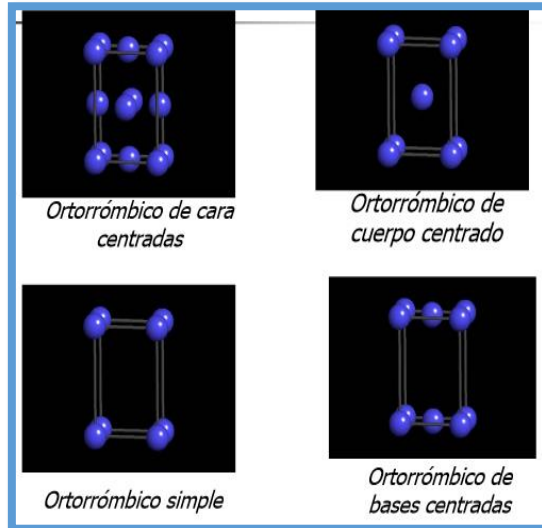 Ortorrómbico de cara
centradas
Ortorrómbico de
cuerpo centrado
Ortorrómbico simple
Ortorrómbico de
bases centradas